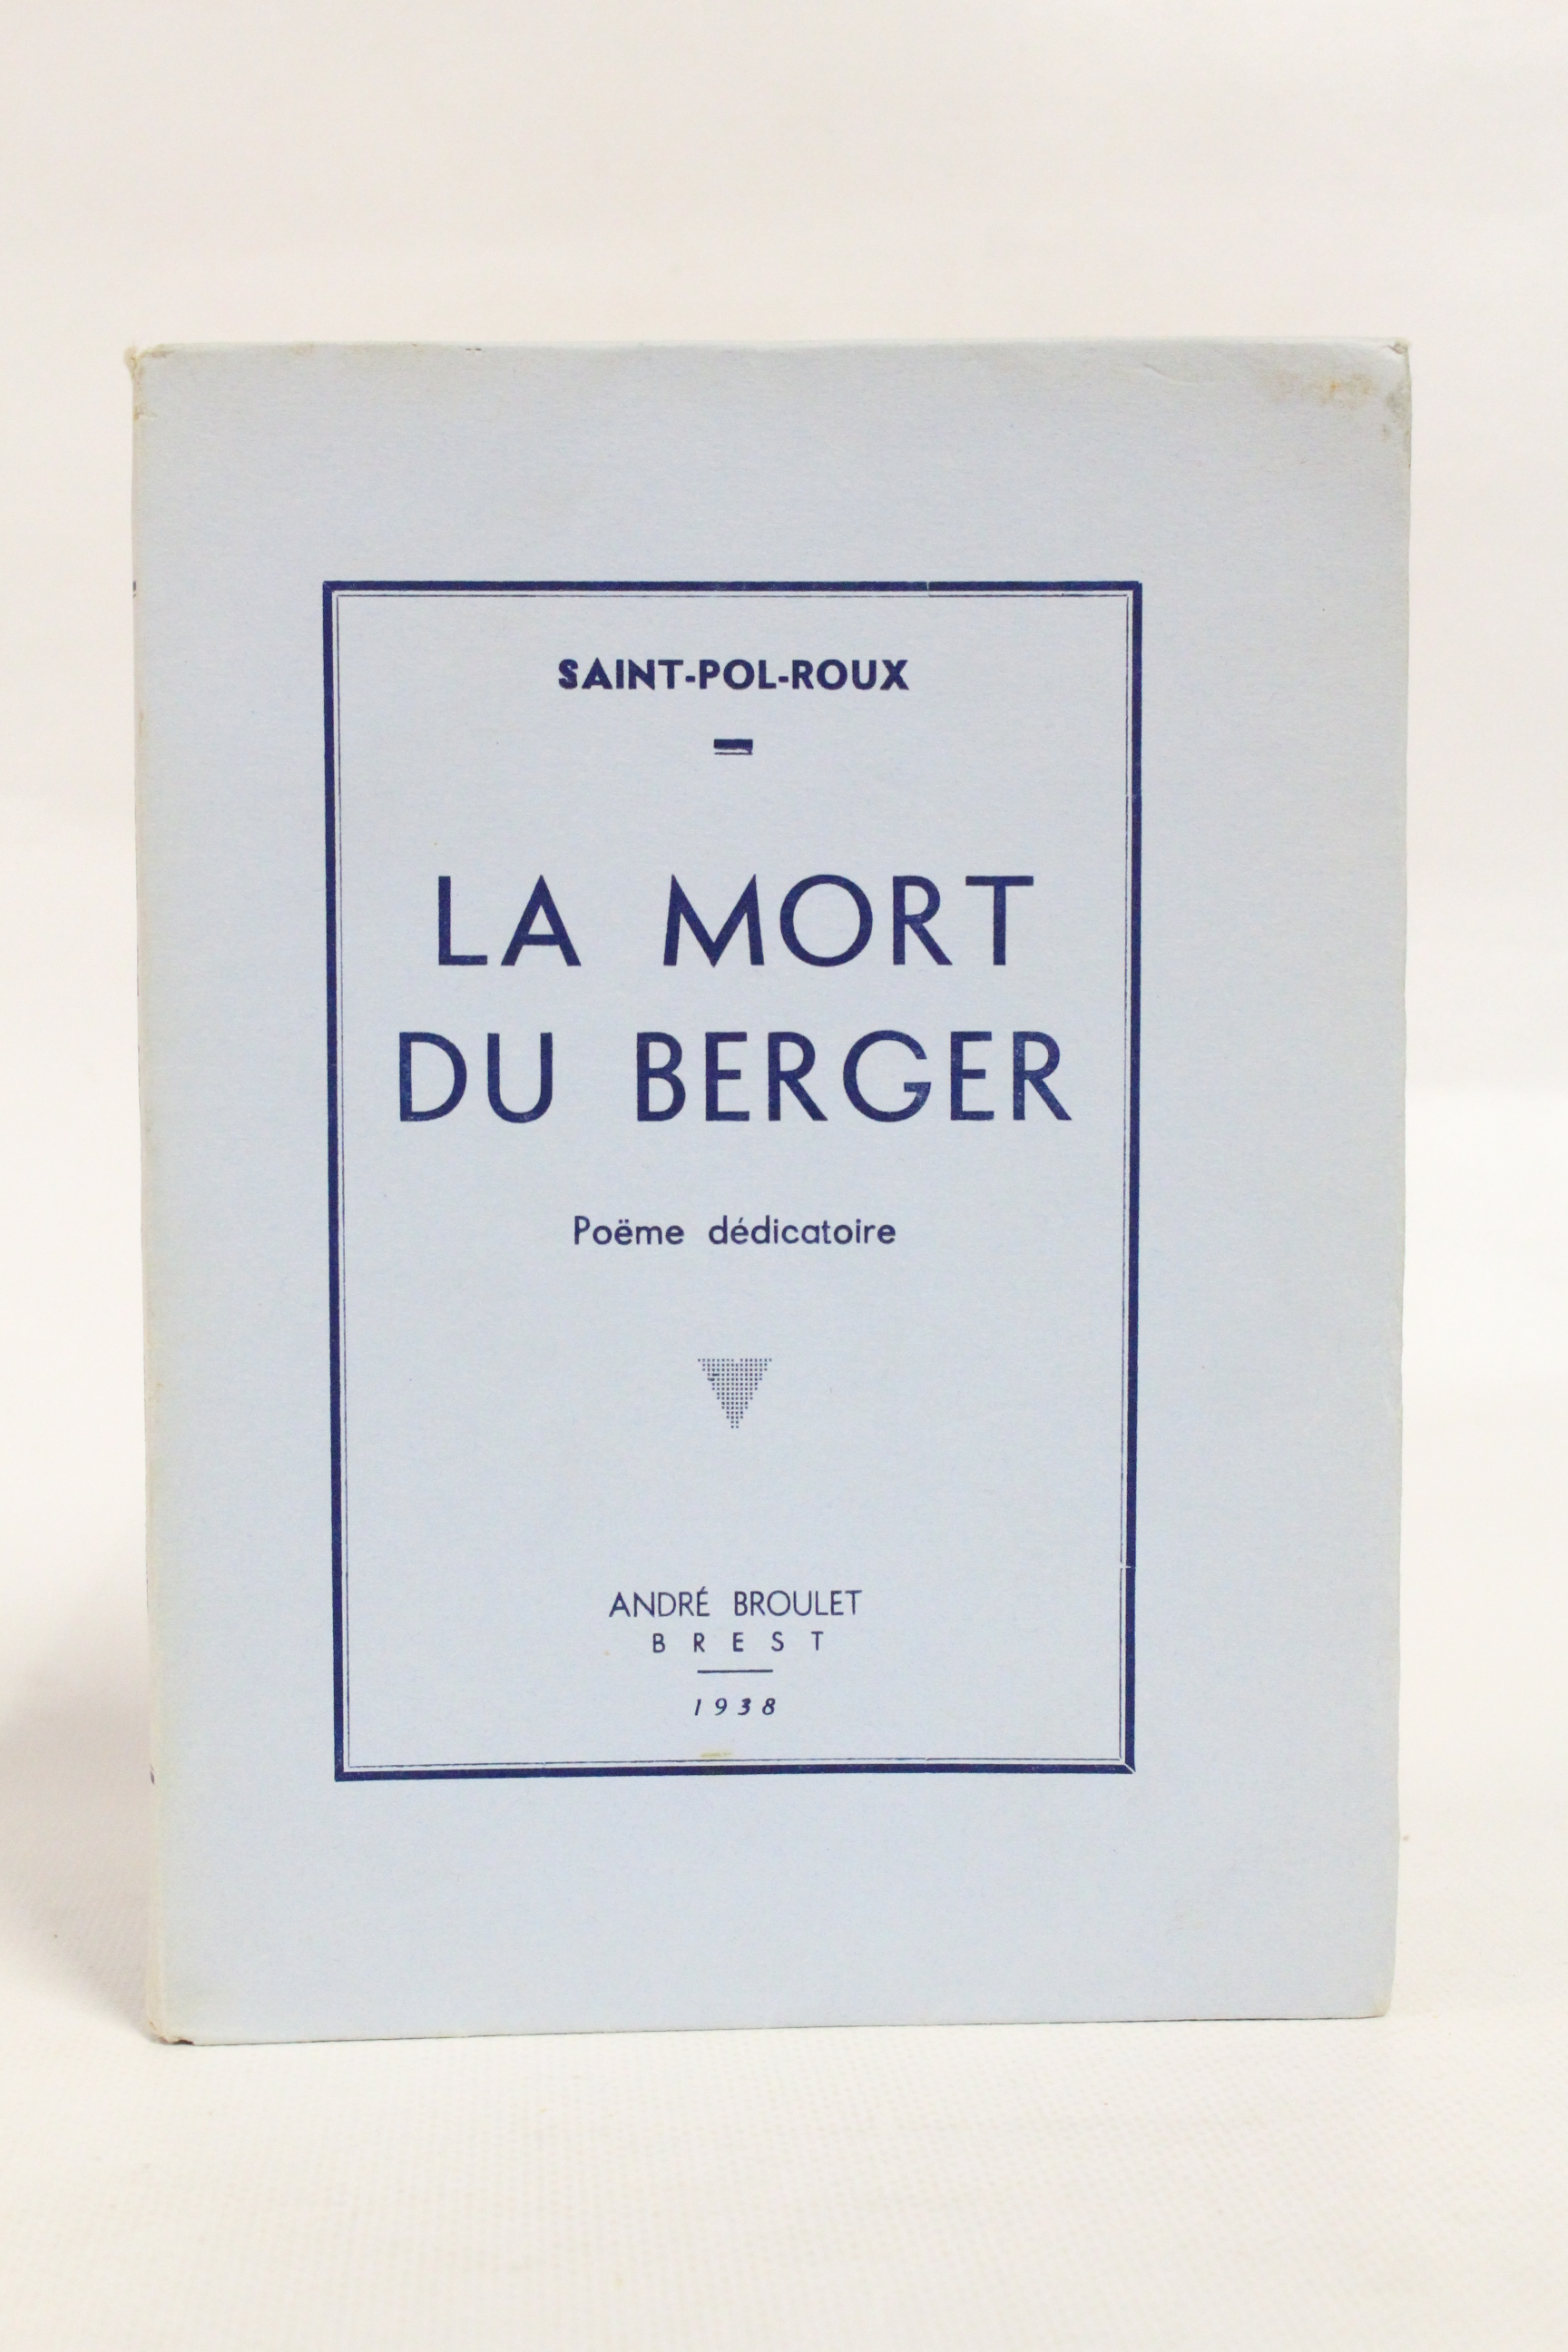 SAINT-POL-ROUX
LA MORT
DU BERGER
Poëme dédicatoire
ANDRÉ BROULET
BREST
1938